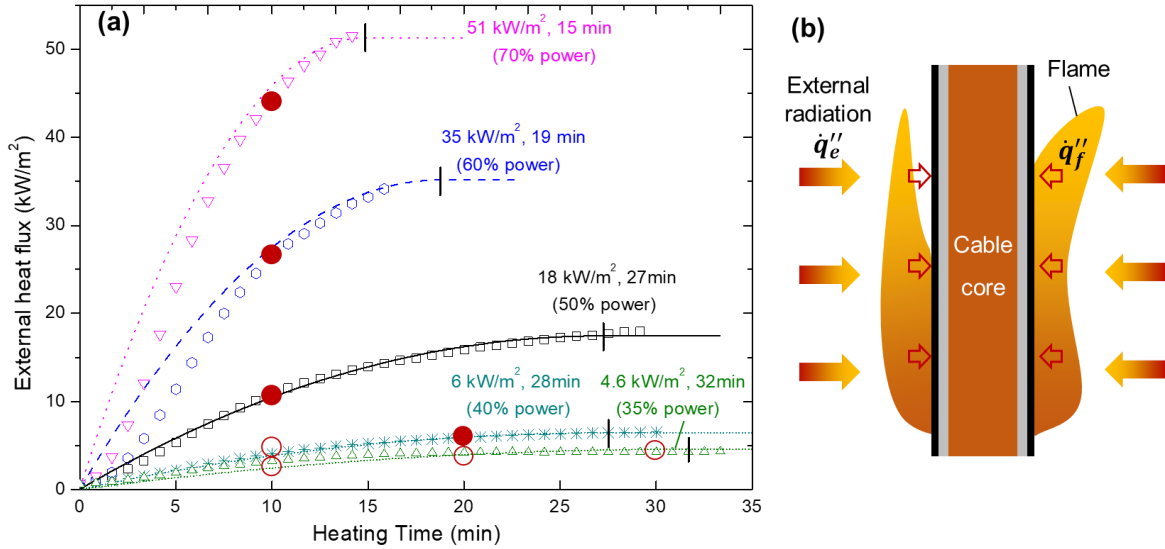 (a)
51 kW/m², 15 min
(70% power)
35 kW/m², 19 min
(60% power)
18 kW/m², 27min
(50% power)
6 kW/m², 28min
(40% power)
4.6 kW/m², 32min
(35% power)
External heat flux (kW/m²)
50
40
30
20
10
0
0
5
10
15
20
25
30
35
Heating Time (min)
(b)
Flame
External
radiation
q̇ₑ′′
q̇_f′′
Cable
core